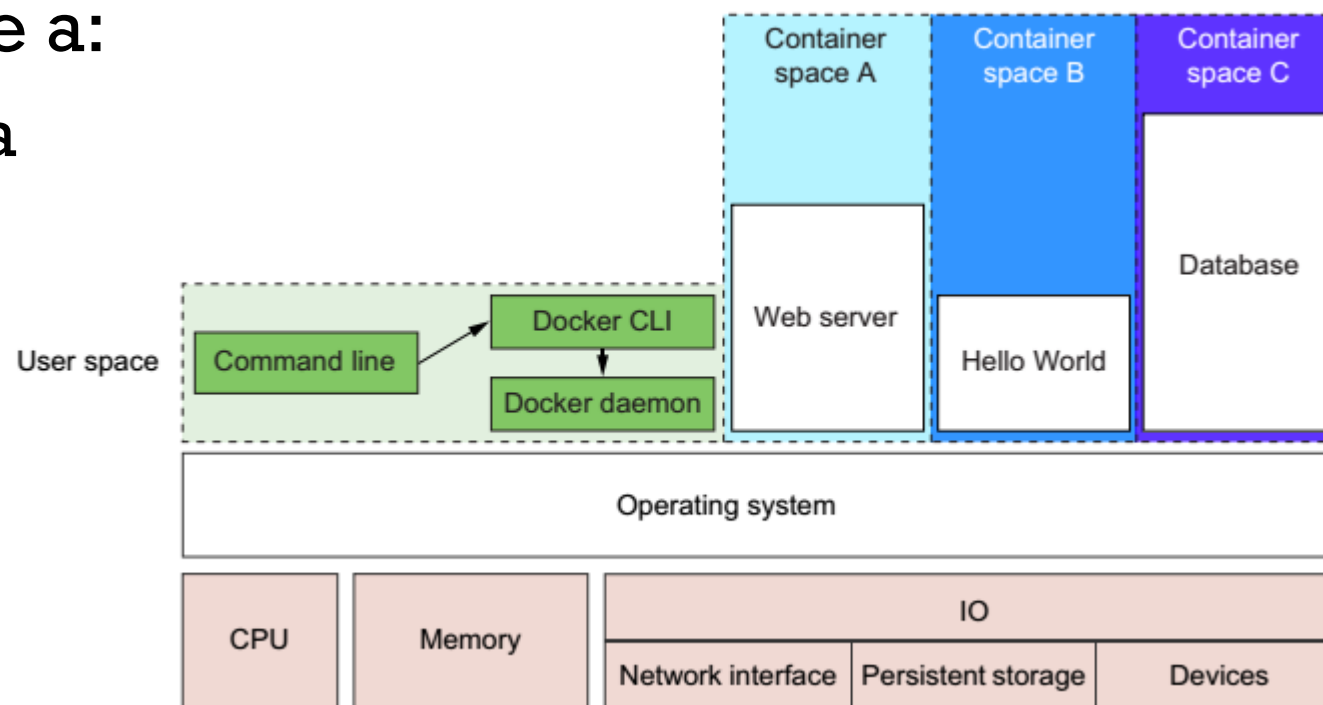 e a:
a
Container
space A
Container
space B
Container
space C
Web server
Hello World
Database
User space
Command line
Docker CLI
Docker daemon
Operating system
CPU
Memory
IO
Network interface
Persistent storage
Devices